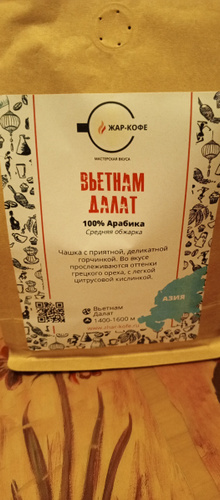 ЖАР-КОФЕ
МАСТЕРСКАЯ ВКУСА
ВЬЕТНАМ
ДАЛАТ
100% Арабика
Средняя обжарка
Чашка с приятной, деликатной
горчинкой. Во вкусе
прослеживаются оттенки
грецкого ореха, с легкой
цитрусовой кислинкой.
АЗИЯ
Вьетнам
Далат
1400-1600 м
www.zhar-kofe.ru